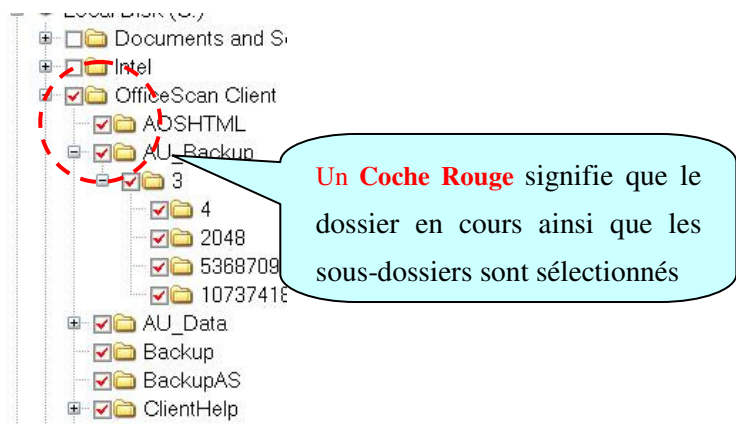 Local Disk (C:)
Documents and S
Intel
OfficeScan Client
AOSHTML
AU_Backup
3
4
2048
5368709
10737418
AU_Data
Backup
BackupAS
ClientHelp
Un Coche Rouge signifie que le
dossier en cours ainsi que les
sous-dossiers sont sélectionnés